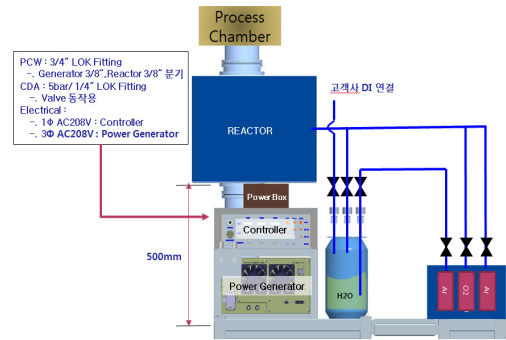 Process
Chamber
PCW : 3/4" LOK Fitting
-. Generator 3/8",Reactor 3/8" 분기
CDA : 5bar/ 1/4" LOK Fitting
-. Valve 동작용
Electrical :
-. 1Φ AC208V : Controller
-. 3Φ AC208V : Power Generator
고객사 DI 연결
REACTOR
Power Box
Controller
500mm
Power Generator
H2O
Ar
O2
Ar